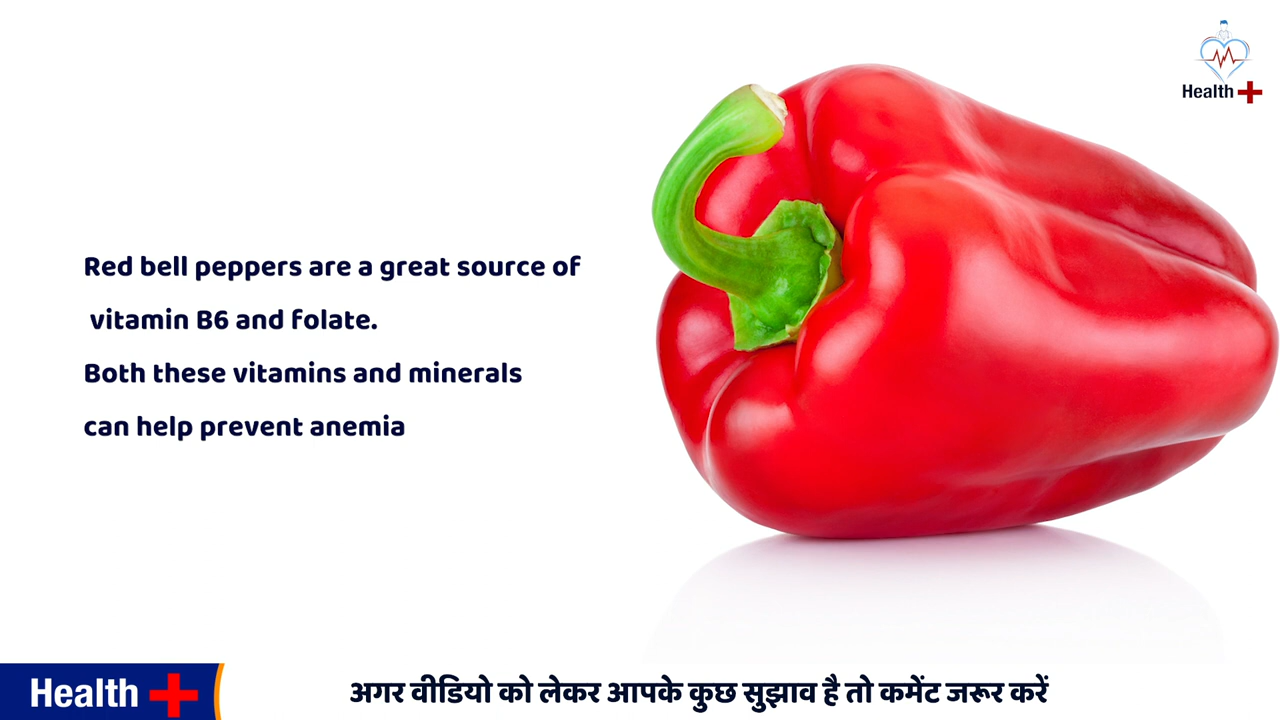 Health +
Red bell peppers are a great source of
vitamin B6 and folate.
Both these vitamins and minerals
can help prevent anemia
Health +
अगर वीडियो को लेकर आपके कुछ सुझाव है तो कमेंट जरूर करें